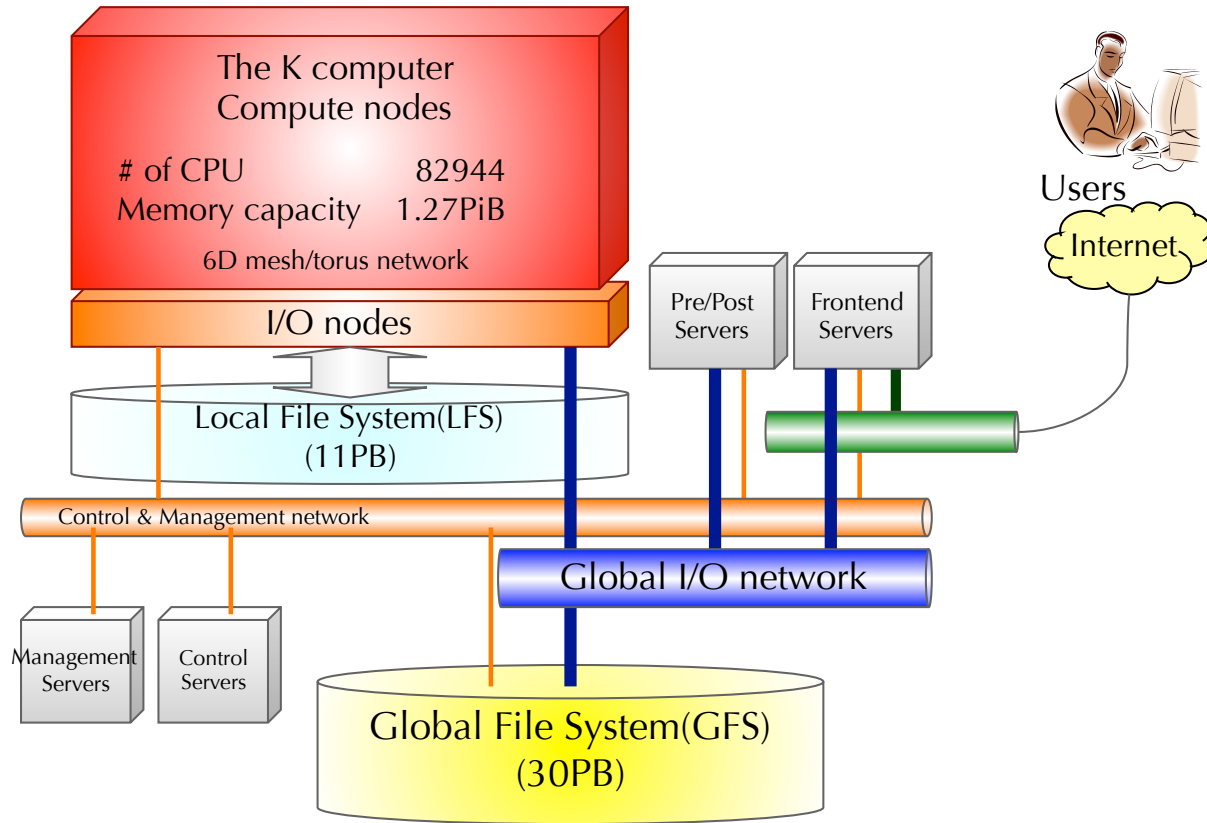 The K computer
Compute nodes
# of CPU 82944
Memory capacity 1.27PiB
6D mesh/torus network
I/O nodes
Local File System(LFS)
(11PB)
Users
Internet
Pre/Post
Servers
Frontend
Servers
Control & Management network
Global I/O network
Management
Servers
Control
Servers
Global File System(GFS)
(30PB)